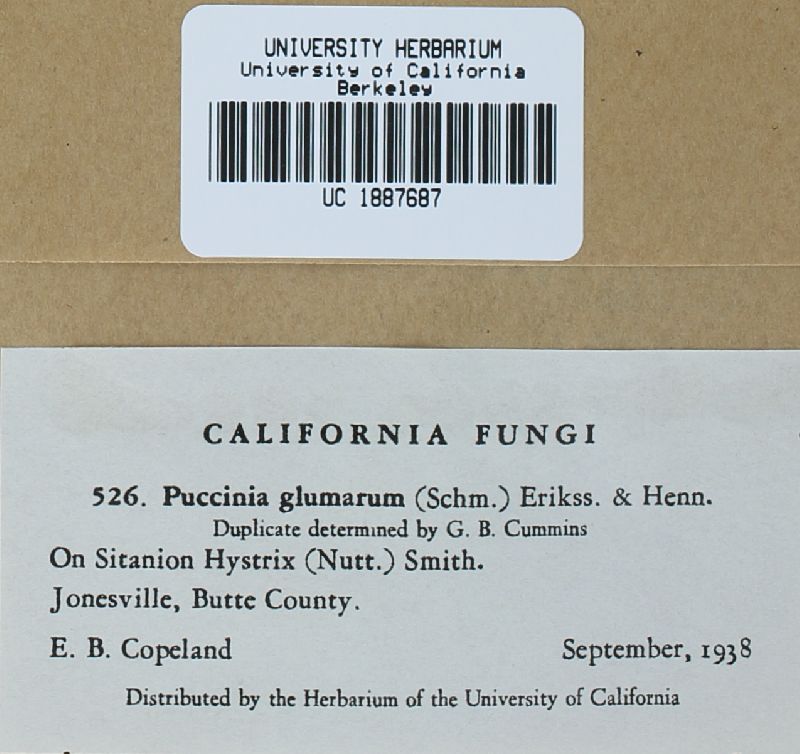 UNIVERSITY HERBARIUM
University of California
Berkeley
UC 1887687
CALIFORNIA FUNGI
526. Puccinia glumarum (Schm.) Erikss. & Henn.
Duplicate determined by G. B. Cummins
On Sitanion Hystrix (Nutt.) Smith.
Jonesville, Butte County.
E. B. Copeland September, 1938
Distributed by the Herbarium of the University of California